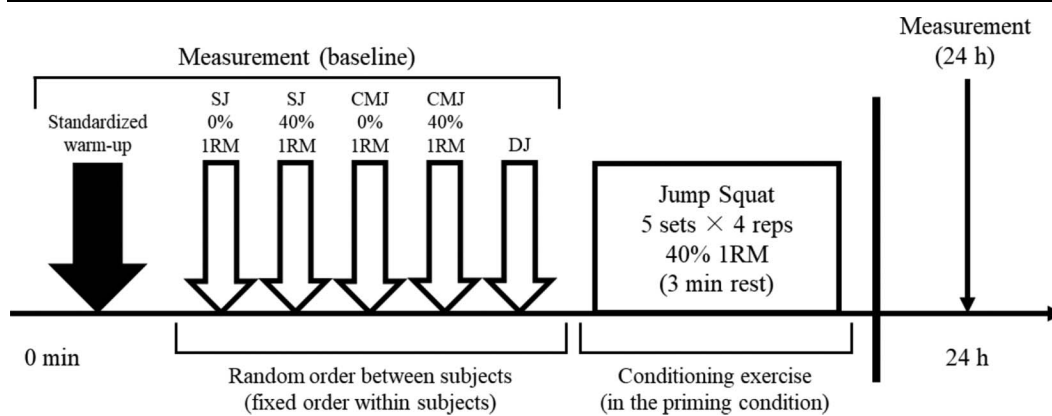 Measurement (baseline)
Measurement
(24 h)
Standardized
warm-up
SJ
0%
1RM
SJ
40%
1RM
CMJ
0%
1RM
CMJ
40%
1RM
DJ
Jump Squat
5 sets × 4 reps
40% 1RM
(3 min rest)
0 min
24 h
Random order between subjects
(fixed order within subjects)
Conditioning exercise
(in the priming condition)